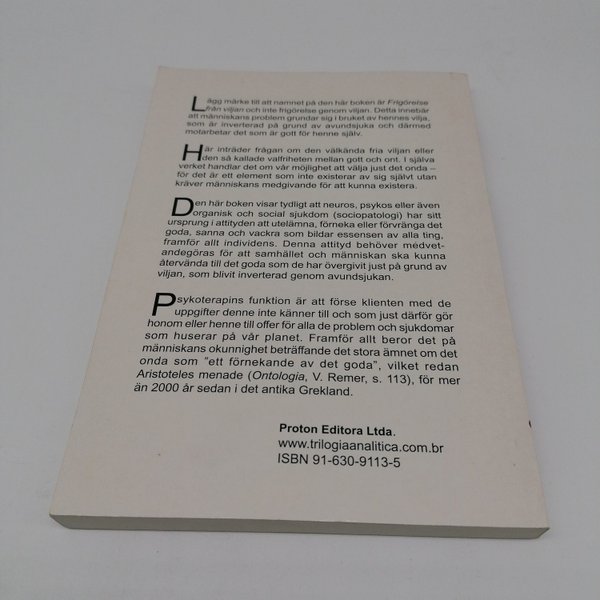 Lägg märke till att namnet på den här boken är Frigörelse
från viljan och inte frigörelse genom viljan. Detta innebär
att människans problem grundar sig i bruket av hennes vilja,
som är inverterad på grund av avundsjuka och därmed
motarbetar det som är gott för henne själv.
Här inträder frågan om den välkända fria viljan eller
den så kallade valfriheten mellan gott och ont. I själva
verket handlar det om vår möjlighet att välja just det onda –
för det är ett element som inte existerar av sig självt utan
kräver människans medgivande för att kunna existera.
Den här boken visar tydligt att neuros, psykos eller även
organisk och social sjukdom (sociopatologi) har sitt
ursprung i attityden att utelämna, förneka eller förvränga det
goda, sanna och vackra som bildar essensen av alla ting,
framför allt individens. Denna attityd behöver medvet-
andegöras för att samhället och människan ska kunna
återvända till det goda som de har övergivit just på grund av
viljan, som blivit inverterad genom avundsjukan.
Psykoterapins funktion är att förse klienten med de
uppgifter denne inte känner till och som just därför gör
honom eller henne till offer för alla de problem och sjukdomar
som huserar på vår planet. Framför allt beror det på
människans okunnighet beträffande det stora ämnet om det
onda som "ett förnekande av det goda", vilket redan
Aristoteles menade (Ontologia, V. Remer, s. 113), för mer
än 2000 år sedan i det antika Grekland.
Proton Editora Ltda.
www.trilogiaanalitica.com.br
ISBN 91-630-9113-5